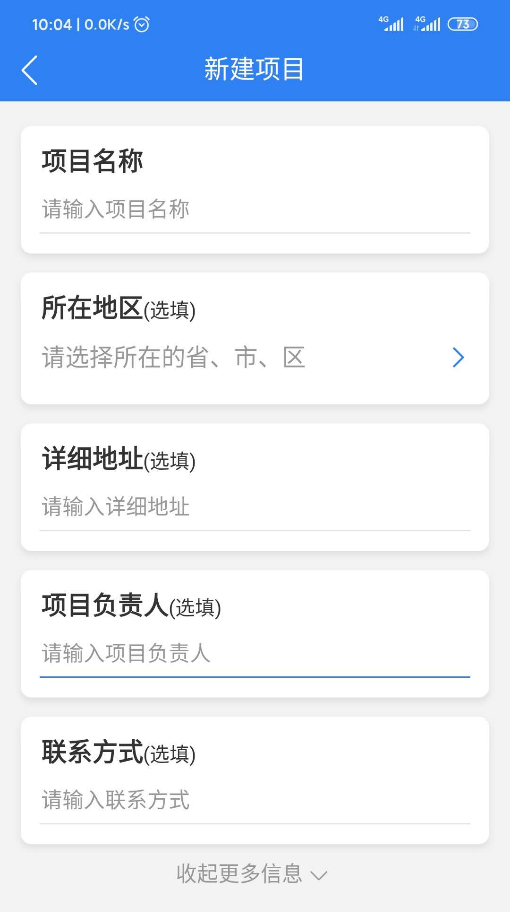 10:04 | 0.0K/s 4G 4G 73
新建项目
项目名称
请输入项目名称
所在地区(选填)
请选择所在的省、市、区
详细地址(选填)
请输入详细地址
项目负责人(选填)
请输入项目负责人
联系方式(选填)
请输入联系方式
收起更多信息